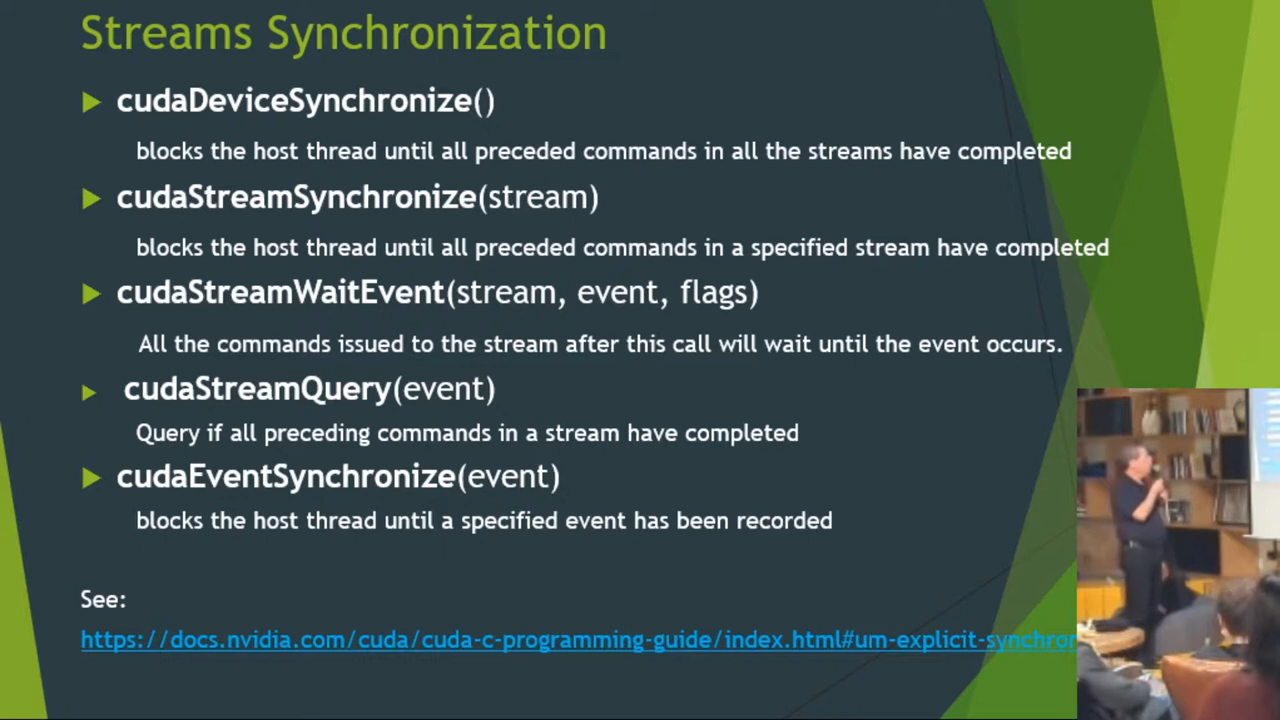 Streams Synchronization
cudaDeviceSynchronize()
blocks the host thread until all preceded commands in all the streams have completed
cudaStreamSynchronize(stream)
blocks the host thread until all preceded commands in a specified stream have completed
cudaStreamWaitEvent(stream, event, flags)
All the commands issued to the stream after this call will wait until the event occurs.
cudaStreamQuery(event)
Query if all preceding commands in a stream have completed
cudaEventSynchronize(event)
blocks the host thread until a specified event has been recorded
See:
https://docs.nvidia.com/cuda/cuda-c-programming-guide/index.html#um-explicit-synchron